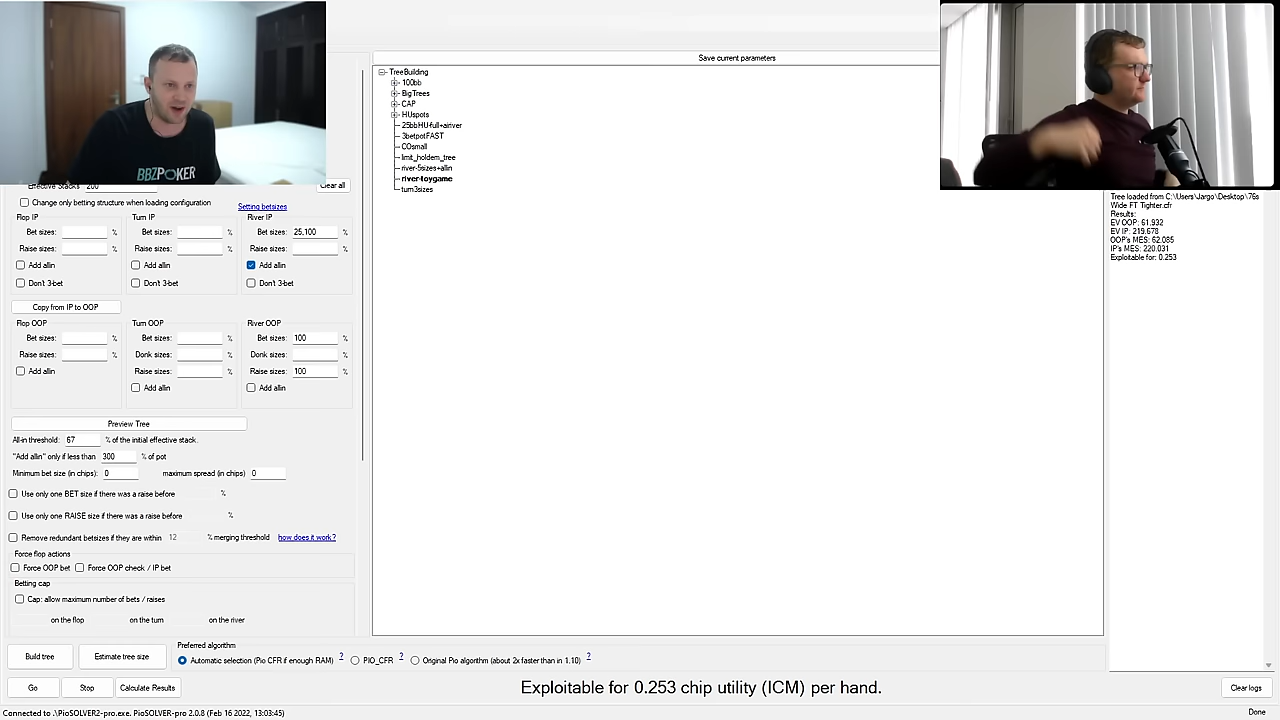 BBZPOKER
Save current parameters
TreeBuilding
100bb
BigTrees
CAP
HUspots
25bbHU-full+airiver
3betpotFAST
COsmall
limit_holdem_tree
river-5sizes+allin
river-toygame
turn3sizes
Effective Stacks 200
Clear all
Change only betting structure when loading configuration
Setting betsizes
Flop IP
Bet sizes: %
Raise sizes: %
Add allin
Don't 3-bet
Turn IP
Bet sizes: %
Raise sizes: %
Add allin
Don't 3-bet
River IP
Bet sizes: 25,100 %
Raise sizes: %
Add allin
Don't 3-bet
Copy from IP to OOP
Flop OOP
Bet sizes: %
Raise sizes: %
Add allin
Turn OOP
Bet sizes: %
Donk sizes: %
Raise sizes: %
Add allin
River OOP
Bet sizes: 100 %
Donk sizes: %
Raise sizes: 100 %
Add allin
Preview Tree
All-in threshold: 67 % of the initial effective stack.
"Add allin" only if less than 300 % of pot
Minimum bet size (in chips): 0 maximum spread (in chips) 0
Use only one BET size if there was a raise before %
Use only one RAISE size if there was a raise before %
Remove redundant betsizes if they are within 12 % merging threshold how does it work?
Force flop actions
Force OOP bet Force OOP check / IP bet
Betting cap
Cap: allow maximum number of bets / raises
on the flop on the turn on the river
Tree loaded from C:\Users\Jargo\Desktop\76s
Wide FT Tighter.cfr
Results:
EV OOP: 61.932
EV IP: 219.678
OOP's MES: 62.085
IP's MES: 220.031
Exploitable for: 0.253
Build tree Estimate tree size
Preferred algorithm
Automatic selection (Pio CFR if enough RAM) ? PIO_CFR ? Original Pio algorithm (about 2x faster than in 1.10) ?
Go Stop Calculate Results
Exploitable for 0.253 chip utility (ICM) per hand.
Clear logs
Connected to .\PioSOLVER2-pro.exe. PioSOLVER-pro 2.0.8 (Feb 16 2022, 13:03:45)
Done